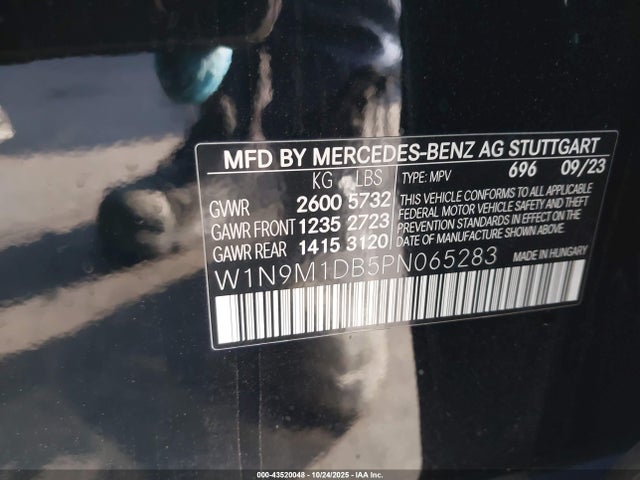 MFD BY MERCEDES-BENZ AG STUTTGART
KG LBS TYPE: MPV 696 09/23
GVWR 2600 5732
GAWR FRONT 1235 2723
GAWR REAR 1415 3120
THIS VEHICLE CONFORMS TO ALL APPLICABLE
FEDERAL MOTOR VEHICLE SAFETY AND THEFT
PREVENTION STANDARDS IN EFFECT ON THE
DATE OF MANUFACTURE SHOWN ABOVE.
W1N9M1DB5PN065283 MADE IN HUNGARY
000-43520048 - 10/24/2025 - © IAA Inc.